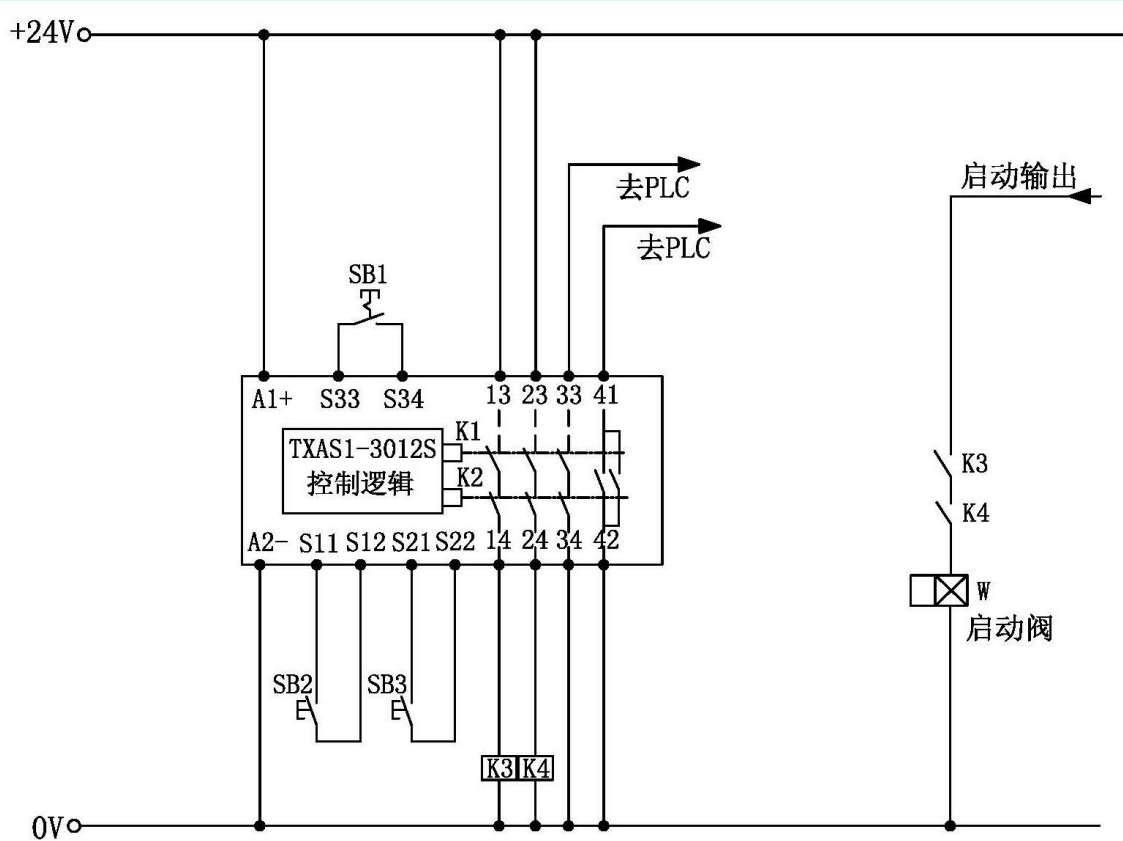 +24V
去PLC
启动输出
去PLC
SB1
A1+ S33 S34 13 23 33 41
TXAS1-3012S
控制逻辑
K1
K2
K3
K4
A2- S11 S12 S21 S22 14 24 34 42
W
启动阀
SB2
SB3
K3 K4
0V